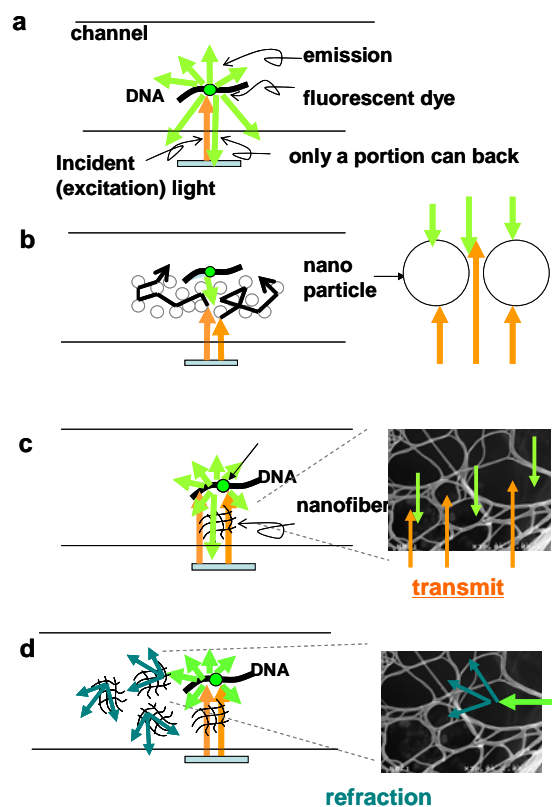 a
channel
emission
DNA
fluorescent dye
Incident
(excitation) light
only a portion can back
b
nano
particle
c
DNA
nanofiber
transmit
d
DNA
refraction